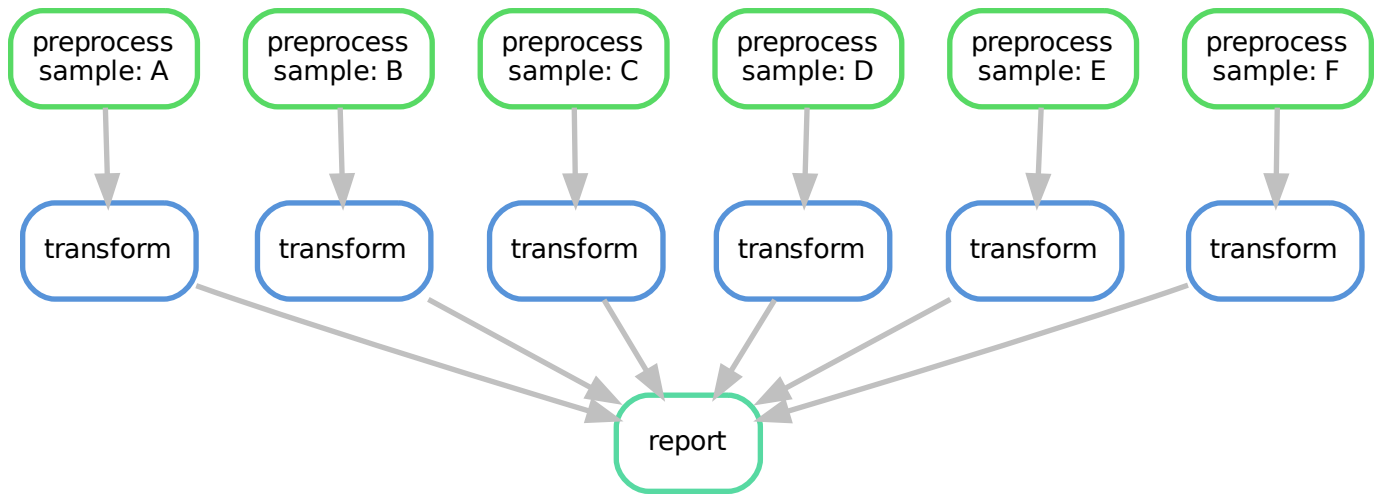 preprocess
sample: A
preprocess
sample: B
preprocess
sample: C
preprocess
sample: D
preprocess
sample: E
preprocess
sample: F
transform
transform
transform
transform
transform
transform
report